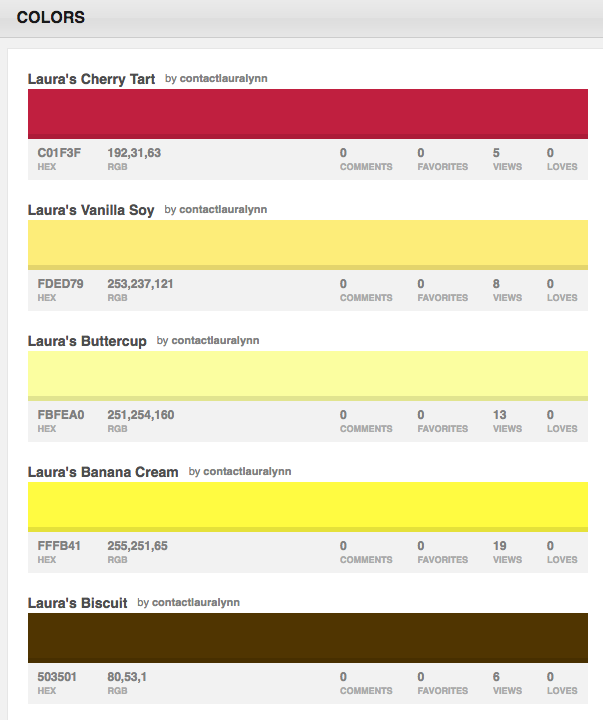 COLORS
Laura's Cherry Tart by contactlauralynn
C01F3F 192,31,63 0 0 5 0
HEX RGB COMMENTS FAVORITES VIEWS LOVES
Laura's Vanilla Soy by contactlauralynn
FDED79 253,237,121 0 0 8 0
HEX RGB COMMENTS FAVORITES VIEWS LOVES
Laura's Buttercup by contactlauralynn
FBFEA0 251,254,160 0 0 13 0
HEX RGB COMMENTS FAVORITES VIEWS LOVES
Laura's Banana Cream by contactlauralynn
FFFB41 255,251,65 0 0 19 0
HEX RGB COMMENTS FAVORITES VIEWS LOVES
Laura's Biscuit by contactlauralynn
503501 80,53,1 0 0 6 0
HEX RGB COMMENTS FAVORITES VIEWS LOVES